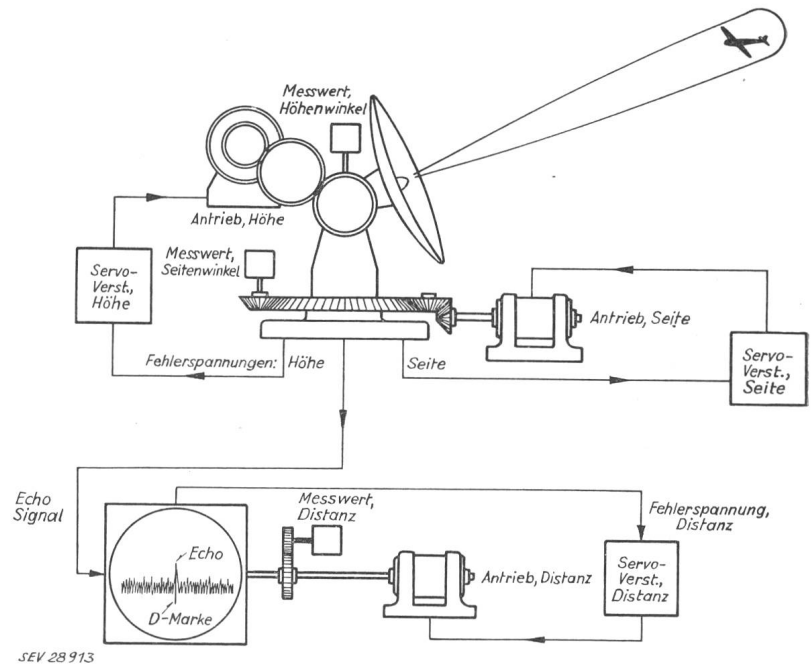 Messwert,
Höhenwinkel
Antrieb, Höhe
Messwert,
Seitenwinkel
Servo-
Verst.,
Höhe
Antrieb, Seite
Servo-
Verst.,
Seite
Fehlerspannungen: Höhe
Seite
Echo
Signal
Messwert,
Distanz
Fehlerspannung,
Distanz
Echo
D-Marke
Antrieb, Distanz
Servo-
Verst.,
Distanz
SEV 28913